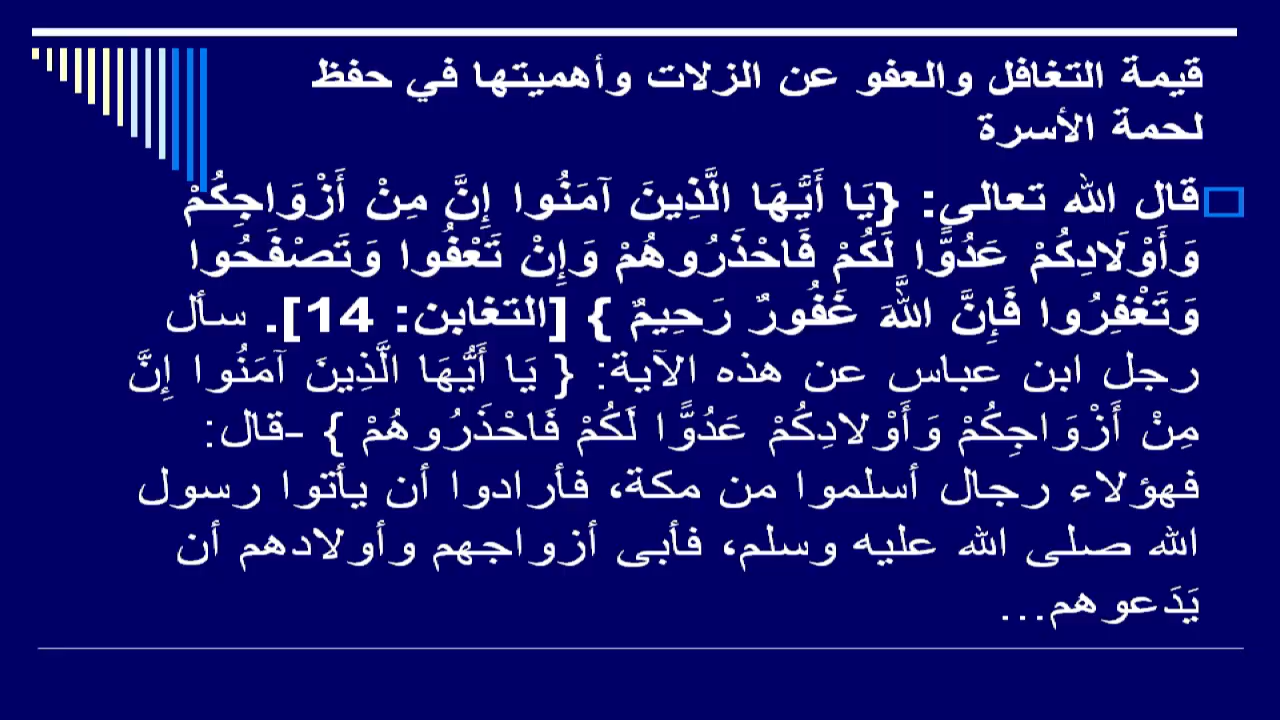 قيمة التغافل والعفو عن الزلات وأهميتها في حفظ
لحمة الأسرة
قال الله تعالى: {يَا أَيُّهَا الَّذِينَ آمَنُوا إِنَّ مِنْ أَزْوَاجِكُمْ
وَأَوْلَادِكُمْ عَدُوًّا لَكُمْ فَاحْذَرُوهُمْ وَإِنْ تَعْفُوا وَتَصْفَحُوا
وَتَغْفِرُوا فَإِنَّ اللَّهَ غَفُورٌ رَحِيمٌ } [التغابن: 14]. سأل
رجل ابن عباس عن هذه الآية: { يَا أَيُّهَا الَّذِينَ آمَنُوا إِنَّ
مِنْ أَزْوَاجِكُمْ وَأَوْلادِكُمْ عَدُوًّا لَكُمْ فَاحْذَرُوهُمْ } -قال:
فهؤلاء رجال أسلموا من مكة، فأرادوا أن يأتوا رسول
الله صلى الله عليه وسلم، فأبى أزواجهم وأولادهم أن
يَدَعوهم...